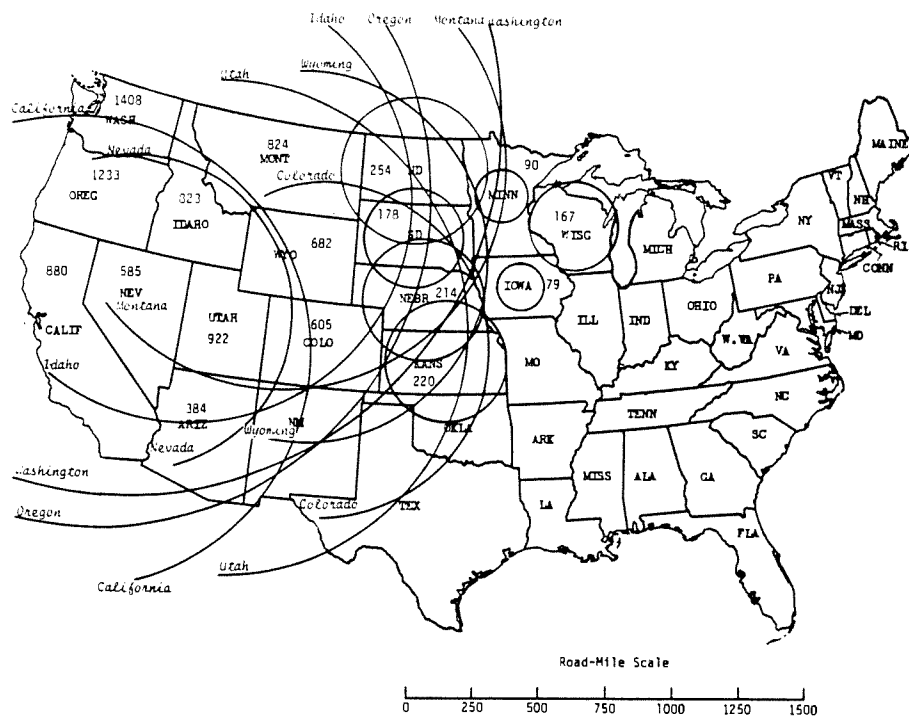 Idaho Oregon Montana Washington
Wyoming
Utah
California
1408
WASH
Nevada
824
MONT
254 ND
90
MAINE
1233
OREG
Colorado
823
IDAHO
178
SD
MINN
167
WISC
MICH
VT
NH
NY
MASS
R.I.
CONN
WYO 682
880
585
NEV
Montana
NEBR 214
IOWA 79
PA
N.J.
DEL
MD
OHIO
IND
ILL
UTAH
922
605
COLO
CALIF
W.VA
VA
Idaho
KANS
220
MO
KY
384
ARIZ
NM
Wyoming
OKLA
TENN
NC
ARK
SC
Nevada
Washington
MISS ALA GA
Oregon
Colorado
TEX
LA
FLA
California
Utah
Road-Mile Scale
0 250 500 750 1000 1250 1500